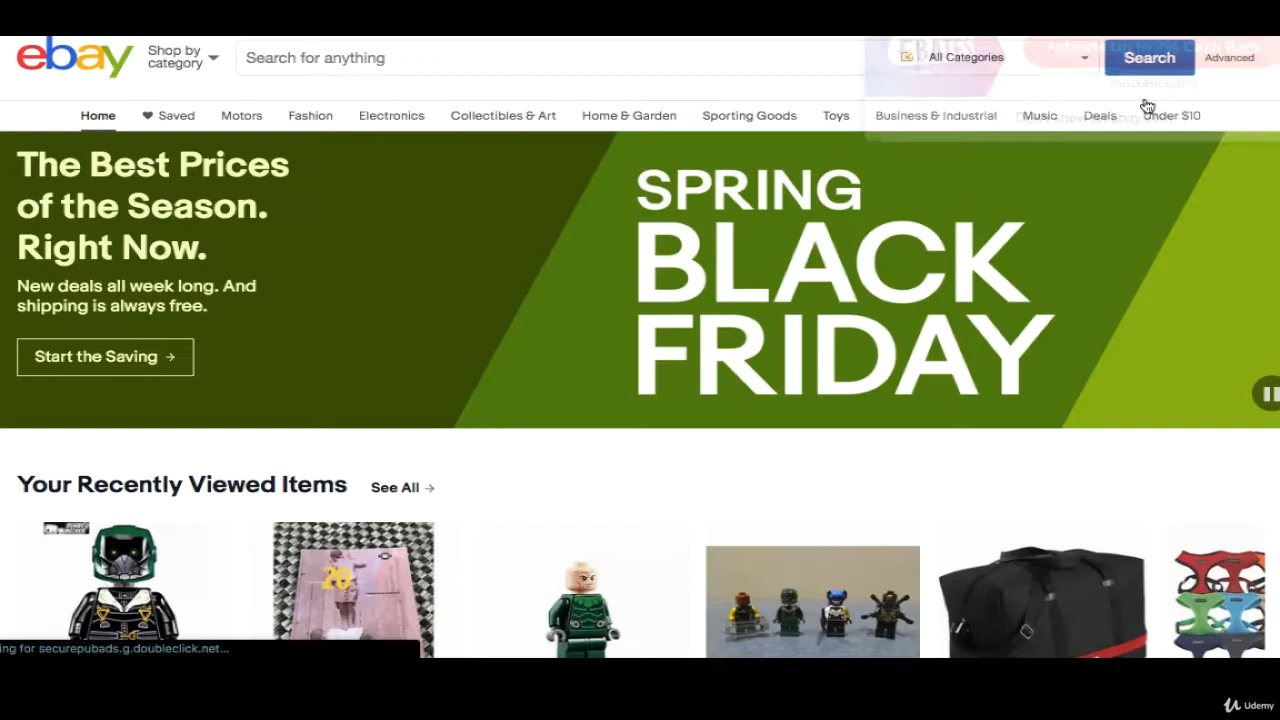 ebay
Shop by
category
Search for anything
All Categories
Search
Advanced
Home
Saved
Motors
Fashion
Electronics
Collectibles & Art
Home & Garden
Sporting Goods
Toys
Business & Industrial
Music
Deals
Under $10
The Best Prices
of the Season.
Right Now.
New deals all week long. And
shipping is always free.
Start the Saving →
SPRING
BLACK
FRIDAY
Your Recently Viewed Items
See All →
20
ing for securepubads.g.doubleclick.net...
Udemy